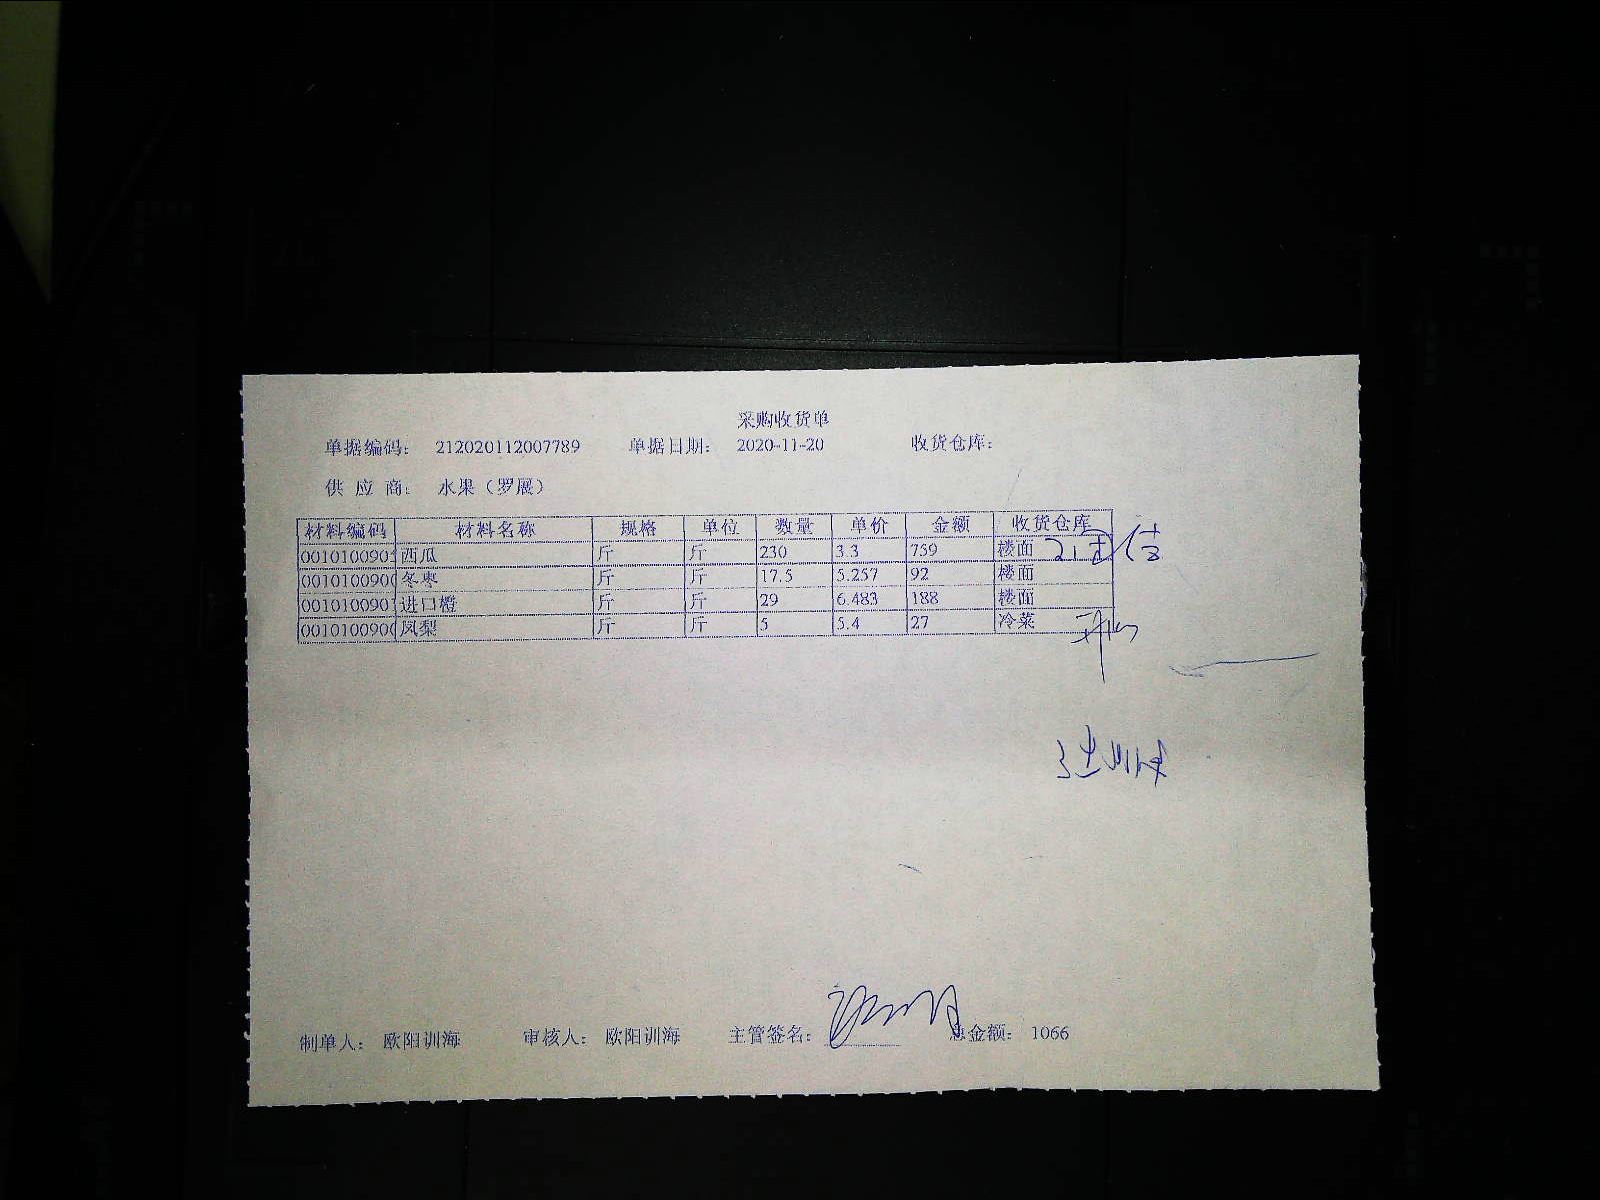 采购收货单
单据编码： 212020112007789 单据日期： 2020-11-20 收货仓库：
供 应 商： 水果（罗展）
材料编码 材料名称 规格 单位 数量 单价 金额 收货仓库
001010090 西瓜 斤 斤 230 3.3 759 楼面
001010090 冬枣 斤 斤 17.5 5.257 92 楼面
001010090 进口橙 斤 斤 29 6.483 188 楼面
001010090 凤梨 斤 斤 5 5.4 27 冷菜
制单人： 欧阳训海 审核人： 欧阳训海 主管签名： 总金额： 1066